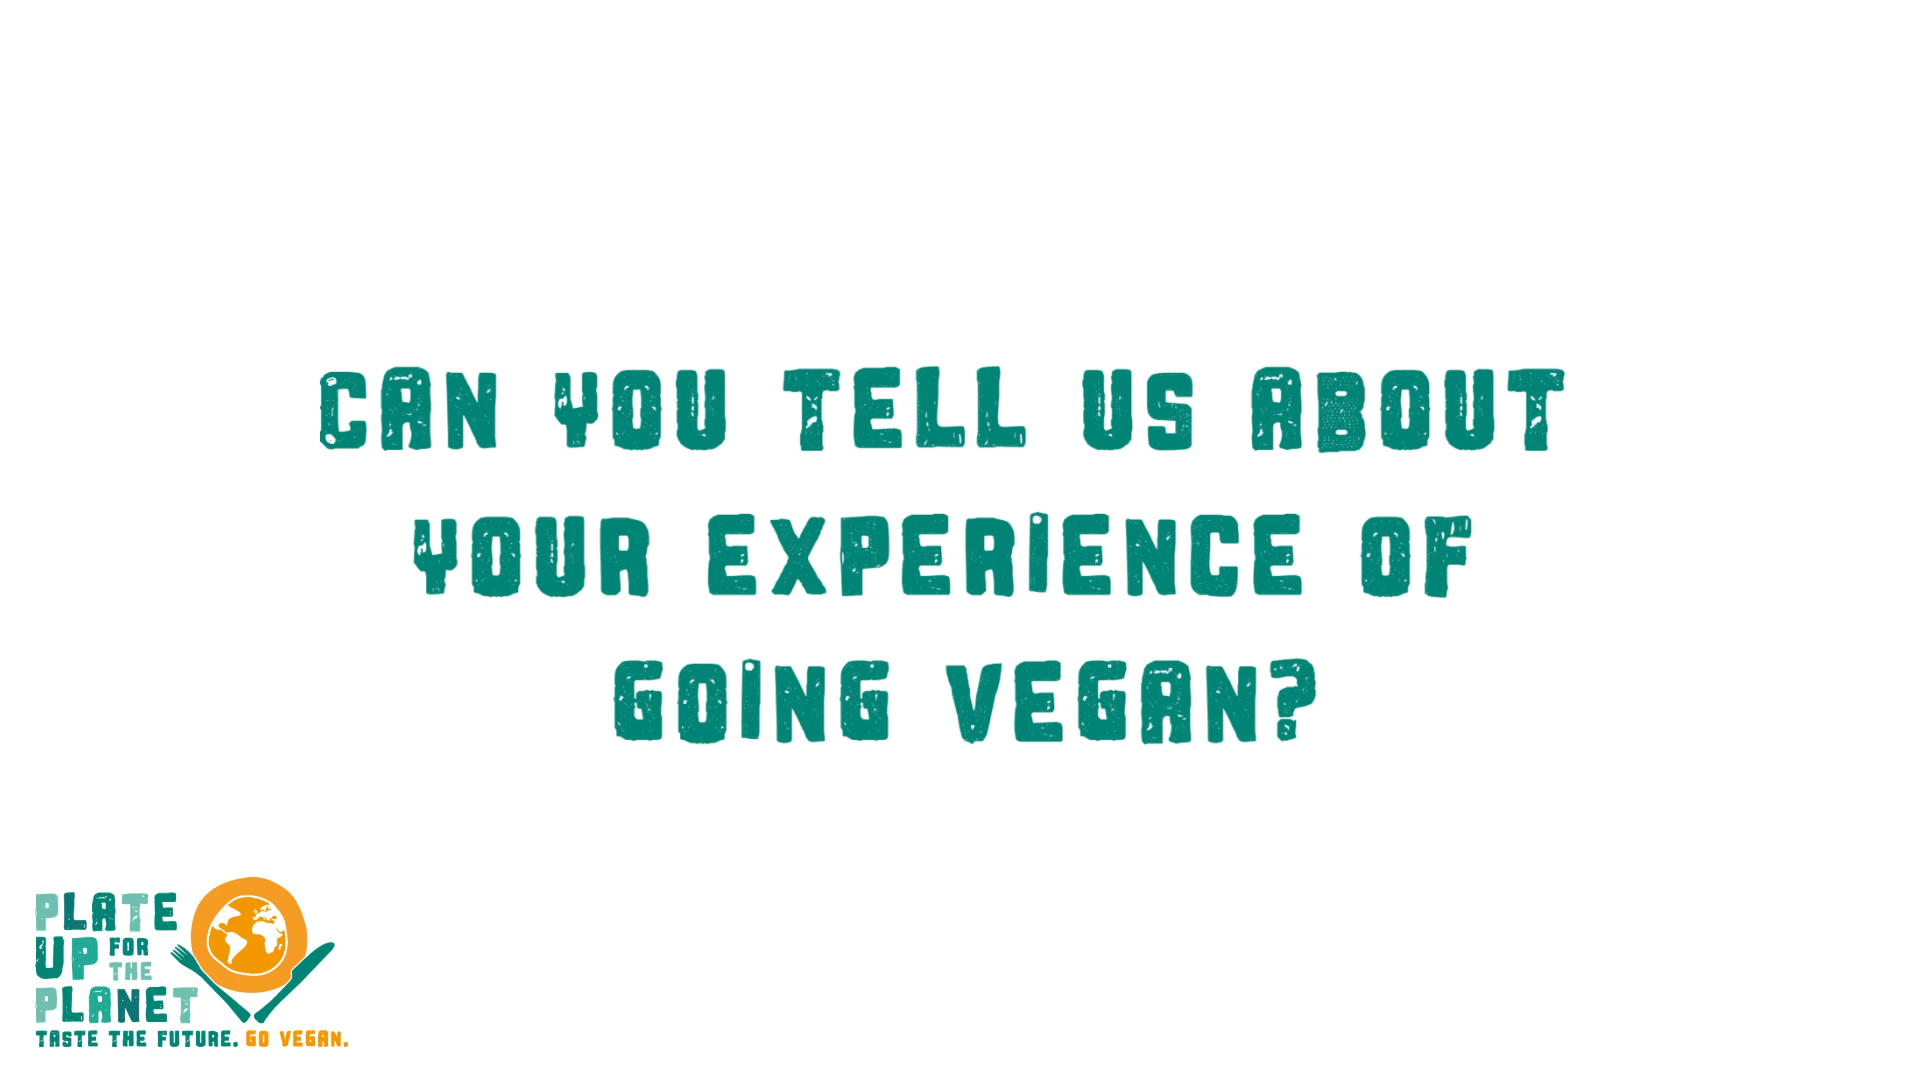 CAN YOU TELL US ABOUT
YOUR EXPERIENCE OF
GOING VEGAN?
PLATE
UP FOR
THE
PLANET
TASTE THE FUTURE. GO VEGAN.